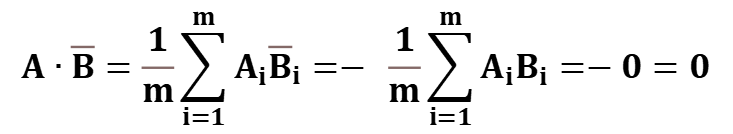 A · B̅ = 1/m ∑_{i=1}^{m} A_i B̅_i =− 1/m ∑_{i=1}^{m} A_i B_i =− 0 = 0